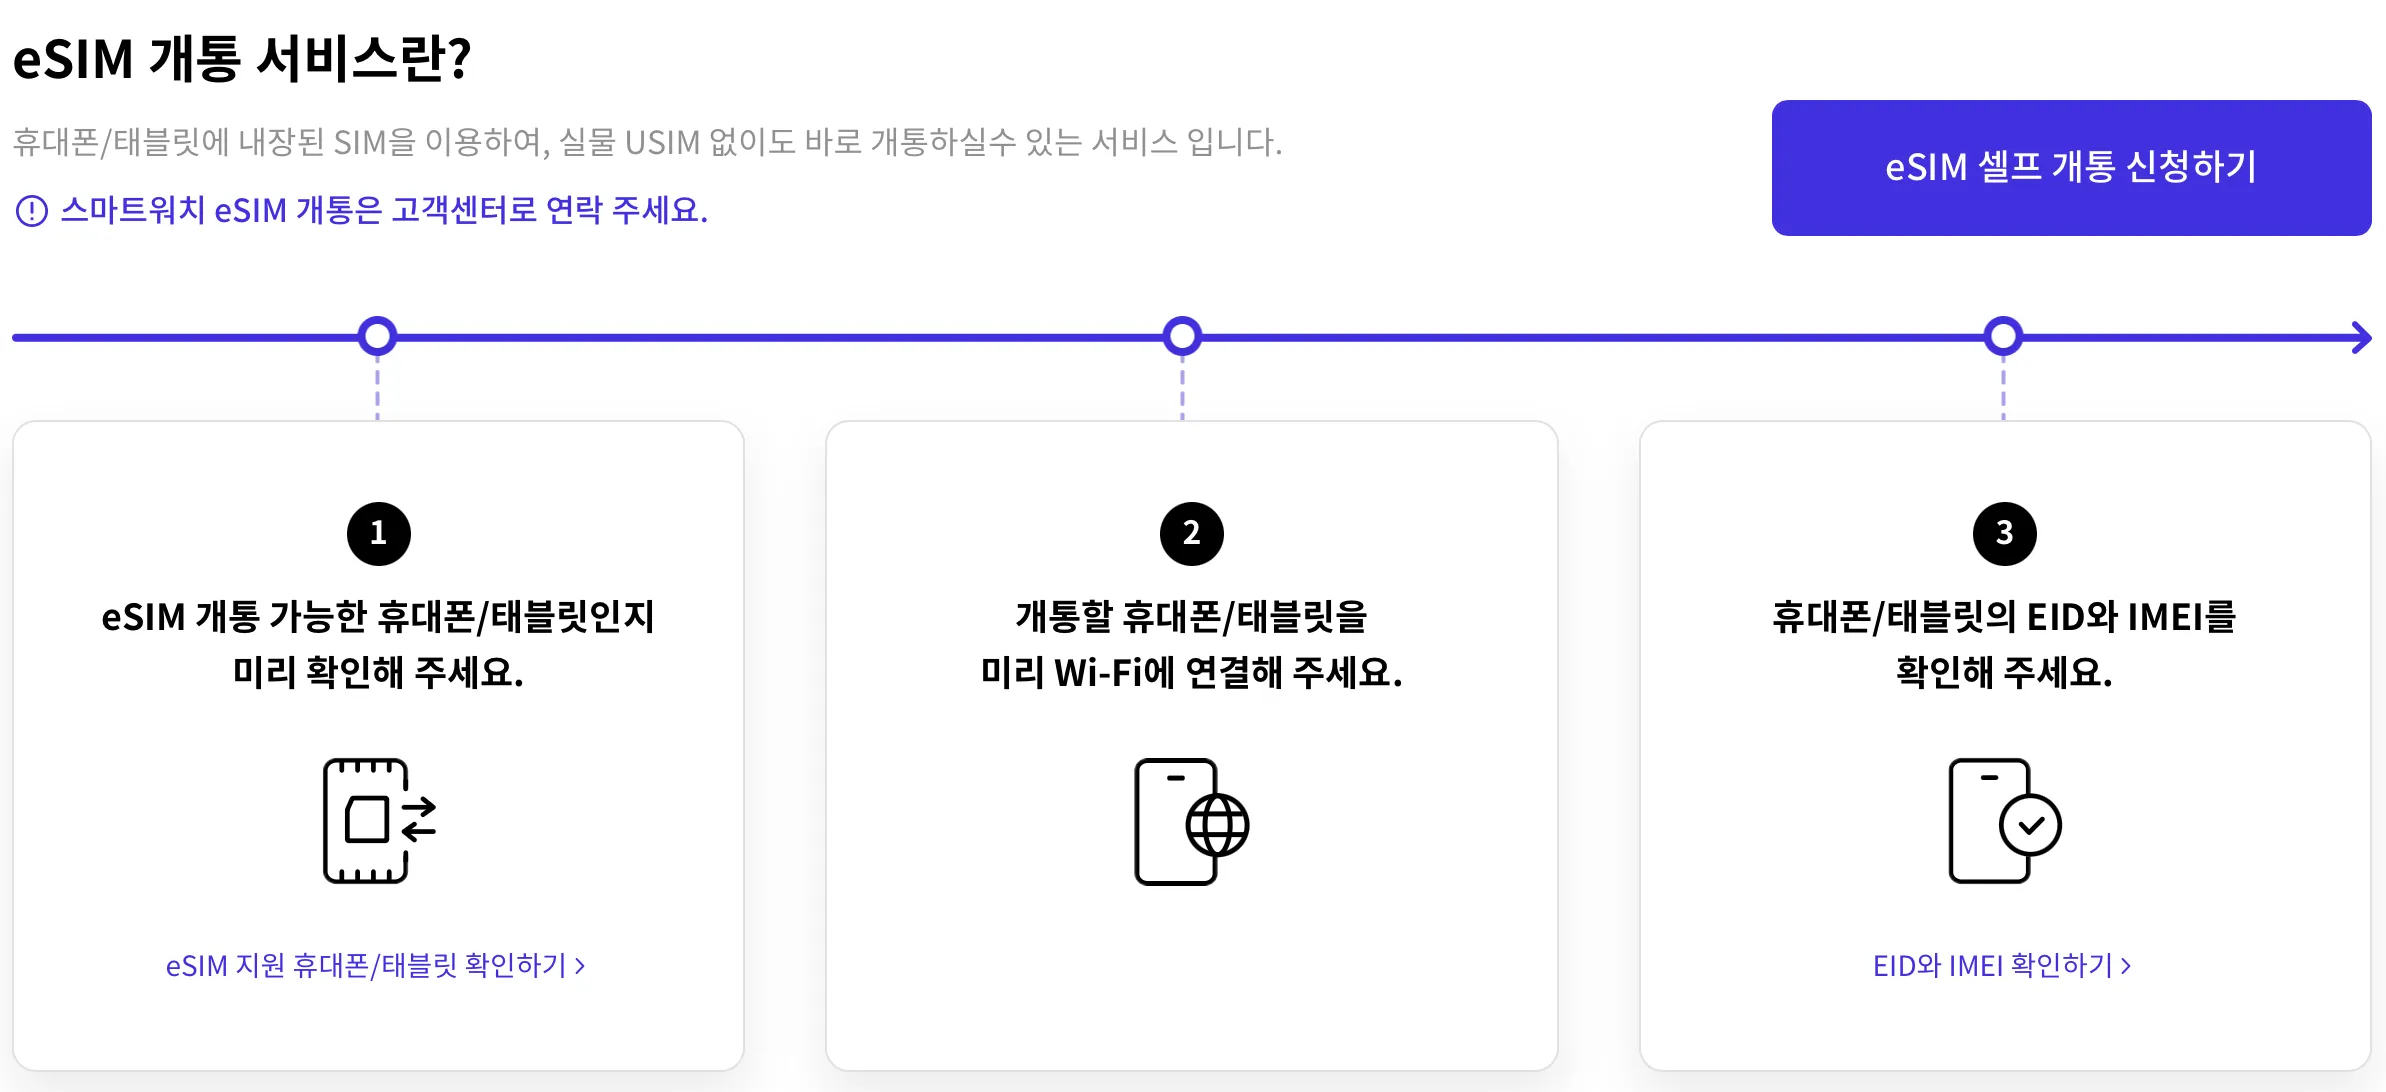 eSIM 개통 서비스란?
휴대폰/태블릿에 내장된 SIM을 이용하여, 실물 USIM 없이도 바로 개통하실수 있는 서비스 입니다.
스마트워치 eSIM 개통은 고객센터로 연락 주세요.
eSIM 셀프 개통 신청하기
1
eSIM 개통 가능한 휴대폰/태블릿인지
미리 확인해 주세요.
eSIM 지원 휴대폰/태블릿 확인하기 >
2
개통할 휴대폰/태블릿을
미리 Wi-Fi에 연결해 주세요.
3
휴대폰/태블릿의 EID와 IMEI를
확인해 주세요.
EID와 IMEI 확인하기 >